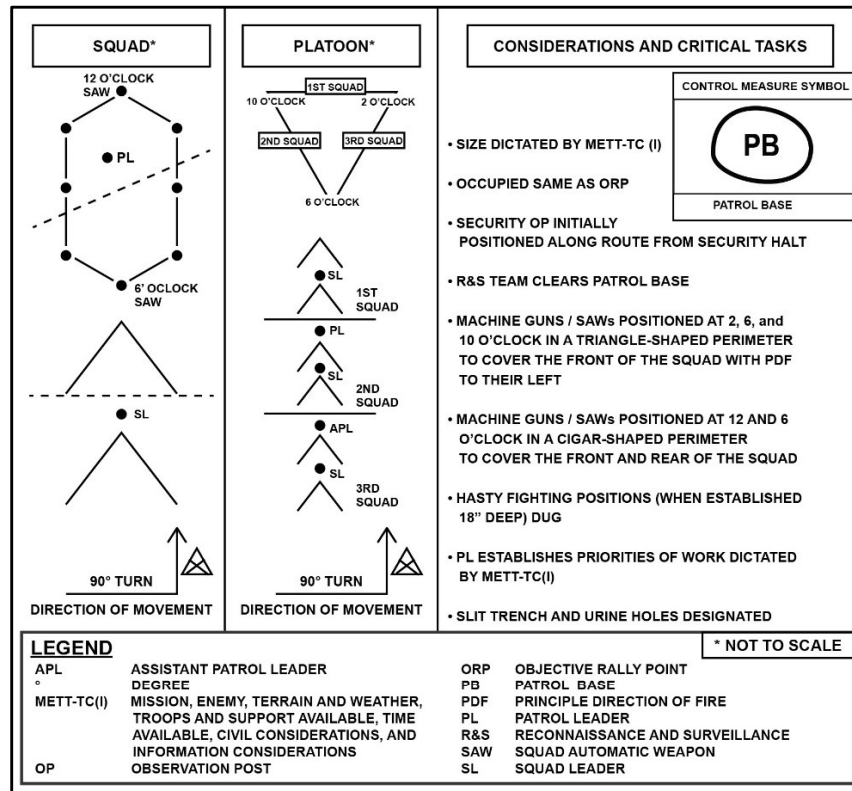 SQUAD*
12 O'CLOCK
SAW
PL
6' OCLOCK
SAW
SL
90° TURN
DIRECTION OF MOVEMENT
PLATOON*
1ST SQUAD
10 O'CLOCK
2 O'CLOCK
2ND SQUAD
3RD SQUAD
6 O'CLOCK
SL
1ST
SQUAD
PL
SL
2ND
SQUAD
APL
SL
3RD
SQUAD
90° TURN
DIRECTION OF MOVEMENT
CONSIDERATIONS AND CRITICAL TASKS
CONTROL MEASURE SYMBOL
PB
PATROL BASE
• SIZE DICTATED BY METT-TC (I)
• OCCUPIED SAME AS ORP
• SECURITY OP INITIALLY
POSITIONED ALONG ROUTE FROM SECURITY HALT
• R&S TEAM CLEARS PATROL BASE
• MACHINE GUNS / SAWs POSITIONED AT 2, 6, and
10 O'CLOCK IN A TRIANGLE-SHAPED PERIMETER
TO COVER THE FRONT OF THE SQUAD WITH PDF
TO THEIR LEFT
• MACHINE GUNS / SAWs POSITIONED AT 12 AND 6
O'CLOCK IN A CIGAR-SHAPED PERIMETER
TO COVER THE FRONT AND REAR OF THE SQUAD
• HASTY FIGHTING POSITIONS (WHEN ESTABLISHED
18" DEEP) DUG
• PL ESTABLISHES PRIORITIES OF WORK DICTATED
BY METT-TC(I)
• SLIT TRENCH AND URINE HOLES DESIGNATED
* NOT TO SCALE
LEGEND
APL ASSISTANT PATROL LEADER
° DEGREE
METT-TC(I) MISSION, ENEMY, TERRAIN AND WEATHER,
TROOPS AND SUPPORT AVAILABLE, TIME
AVAILABLE, CIVIL CONSIDERATIONS, AND
INFORMATION CONSIDERATIONS
OP OBSERVATION POST
ORP OBJECTIVE RALLY POINT
PB PATROL BASE
PDF PRINCIPLE DIRECTION OF FIRE
PL PATROL LEADER
R&S RECONNAISSANCE AND SURVEILLANCE
SAW SQUAD AUTOMATIC WEAPON
SL SQUAD LEADER